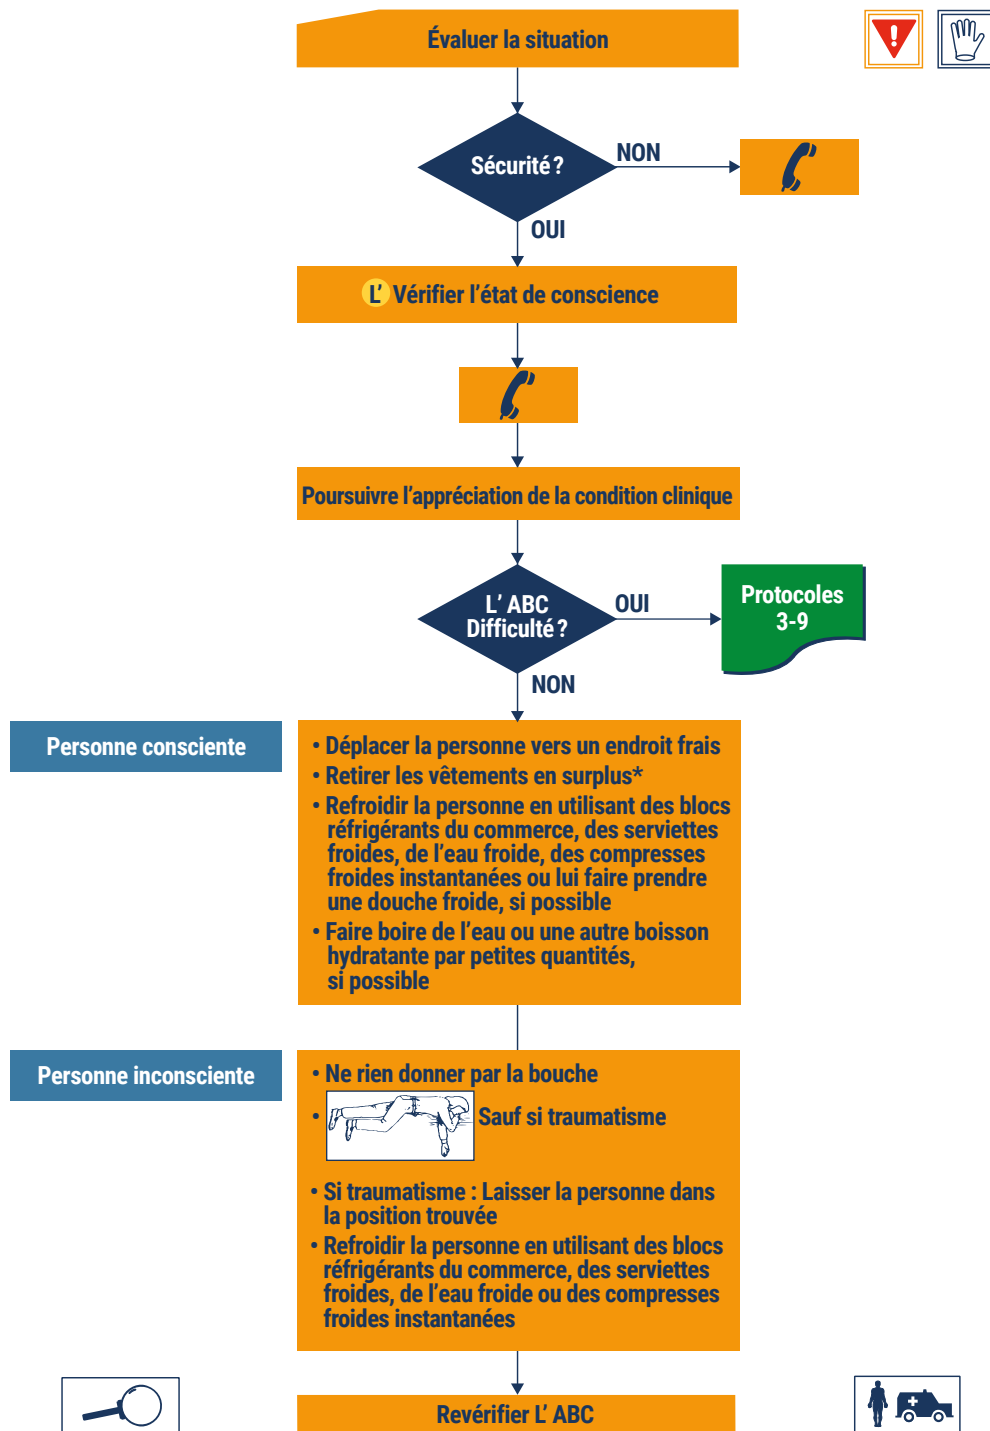 Évaluer la situation
Sécurité ?
NON
OUI
L' Vérifier l'état de conscience
Poursuivre l'appréciation de la condition clinique
L' ABC
Difficulté ?
OUI
Protocoles
3-9
NON
Personne consciente
• Déplacer la personne vers un endroit frais
• Retirer les vêtements en surplus*
• Refroidir la personne en utilisant des blocs
réfrigérants du commerce, des serviettes
froides, de l'eau froide, des compresses
froides instantanées ou lui faire prendre
une douche froide, si possible
• Faire boire de l'eau ou une autre boisson
hydratante par petites quantités,
si possible
Personne inconsciente
• Ne rien donner par la bouche
• Sauf si traumatisme
• Si traumatisme : Laisser la personne dans
la position trouvée
• Refroidir la personne en utilisant des blocs
réfrigérants du commerce, des serviettes
froides, de l'eau froide ou des compresses
froides instantanées
Revérifier L' ABC